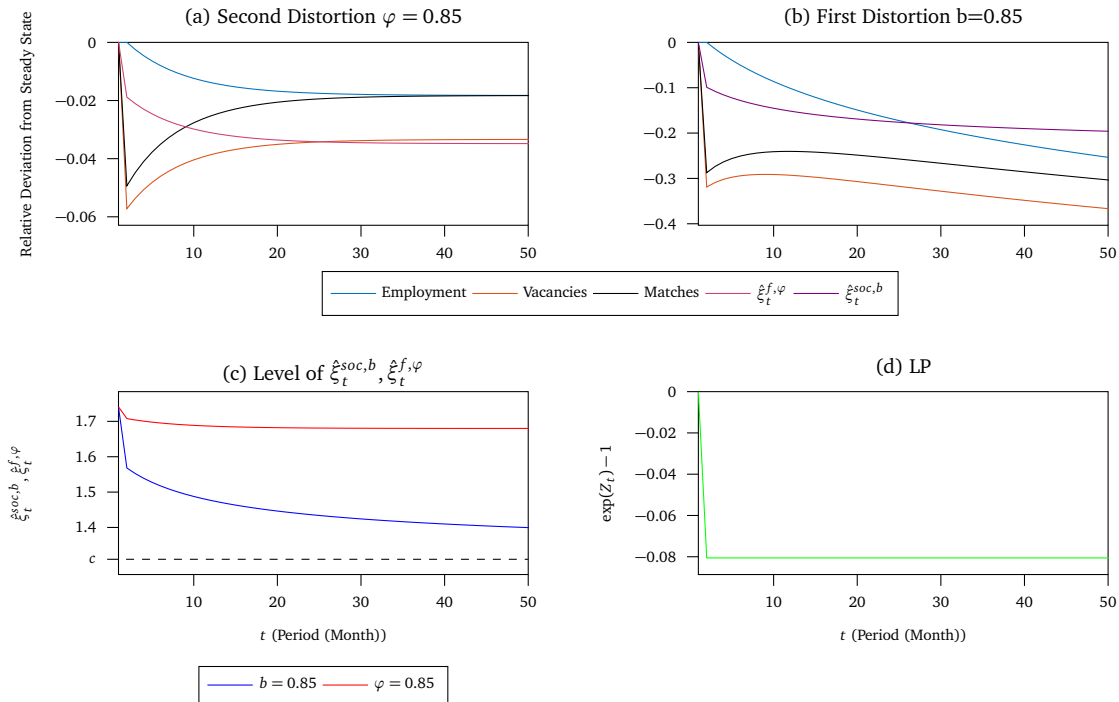 (a) Second Distortion φ = 0.85
(b) First Distortion b=0.85
Relative Deviation from Steady State
0
−0.02
−0.04
−0.06
10 20 30 40 50
0
−0.1
−0.2
−0.3
−0.4
10 20 30 40 50
Employment Vacancies Matches ξ̂_t^{f,φ} ξ̂_t^{soc,b}
(c) Level of ξ̂_t^{soc,b}, ξ̂_t^{f,φ}
(d) LP
ξ̂_t^{soc,b}, ξ̂_t^{f,φ}
1.7
1.6
1.5
1.4
c
10 20 30 40 50
t (Period (Month))
exp(Z_t) − 1
0
−0.02
−0.04
−0.06
−0.08
10 20 30 40 50
t (Period (Month))
b = 0.85 φ = 0.85